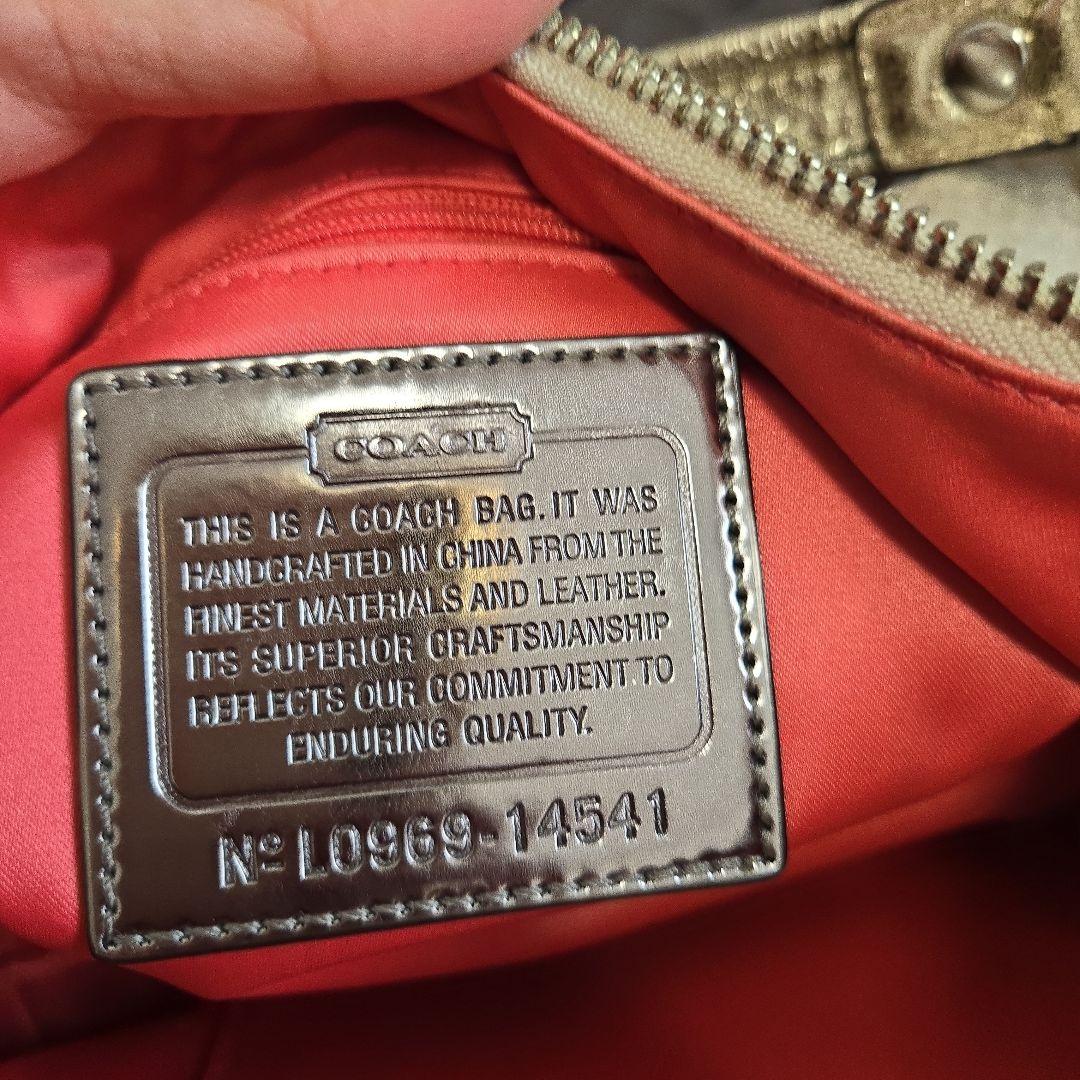 COACH
THIS IS A COACH BAG. IT WAS
HANDCRAFTED IN CHINA FROM THE
FINEST MATERIALS AND LEATHER.
ITS SUPERIOR CRAFTSMANSHIP
REFLECTS OUR COMMITMENT TO
ENDURING QUALITY.
Nº L0969-14541